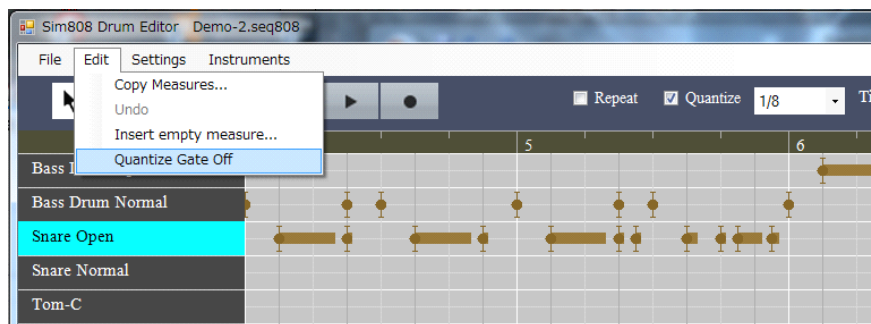 Sim808 Drum Editor Demo-2.seq808
File Edit Settings Instruments
Copy Measures...
Undo
Insert empty measure...
Quantize Gate Off
Repeat Quantize 1/8
5 6
Bass
Bass Drum Normal
Snare Open
Snare Normal
Tom-C